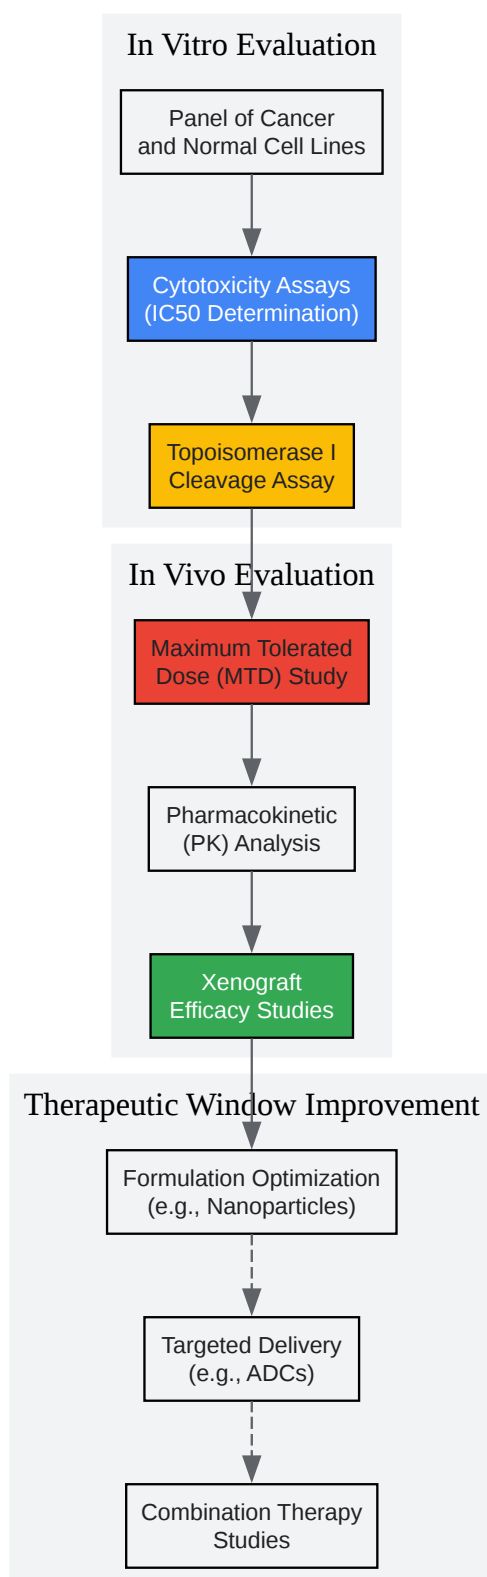 In Vitro Evaluation
Panel of Cancer
and Normal Cell Lines
Cytotoxicity Assays
(IC50 Determination)
Topoisomerase I
Cleavage Assay
In Vivo Evaluation
Maximum Tolerated
Dose (MTD) Study
Pharmacokinetic
(PK) Analysis
Xenograft
Efficacy Studies
Therapeutic Window Improvement
Formulation Optimization
(e.g., Nanoparticles)
Targeted Delivery
(e.g., ADCs)
Combination Therapy
Studies